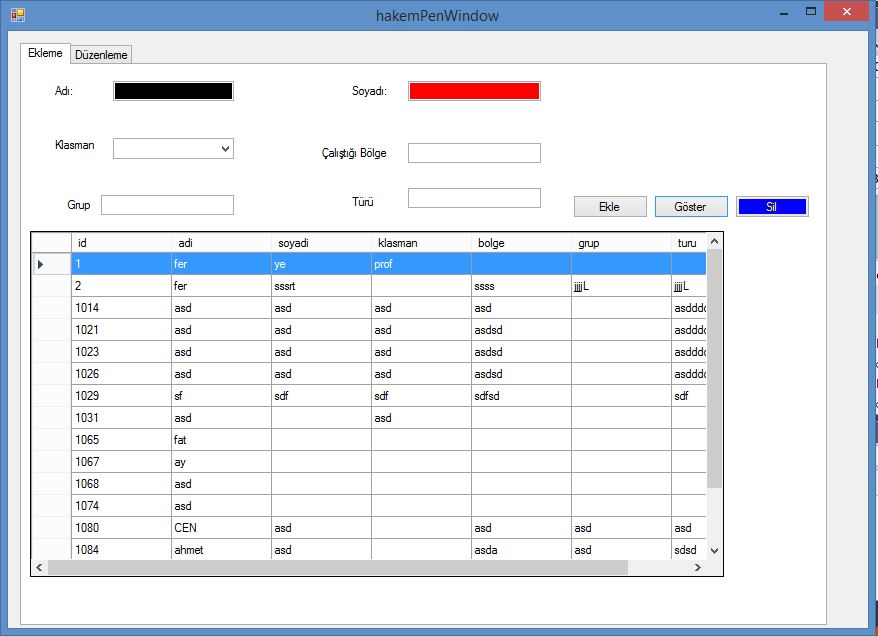 hakemPenWindow
Ekleme Düzenleme
Adı: Soyadı:
Klasman Çalıştığı Bölge
Grup Türü Ekle Göster Sil
id adi soyadi klasman bolge grup turu
1 fer ye prof
2 fer sssrt ssss jjjjL jjjjL
1014 asd asd asd asd asdddd
1021 asd asd asd asdsd asdddd
1023 asd asd asd asdsd asdddd
1026 asd asd asd asdsd asdddd
1029 sf sdf sdf sdfsd sdf
1031 asd asd
1065 fat
1067 ay
1068 asd
1074 asd
1080 CEN asd asd asd asd
1084 ahmet asd asda asd sdsd